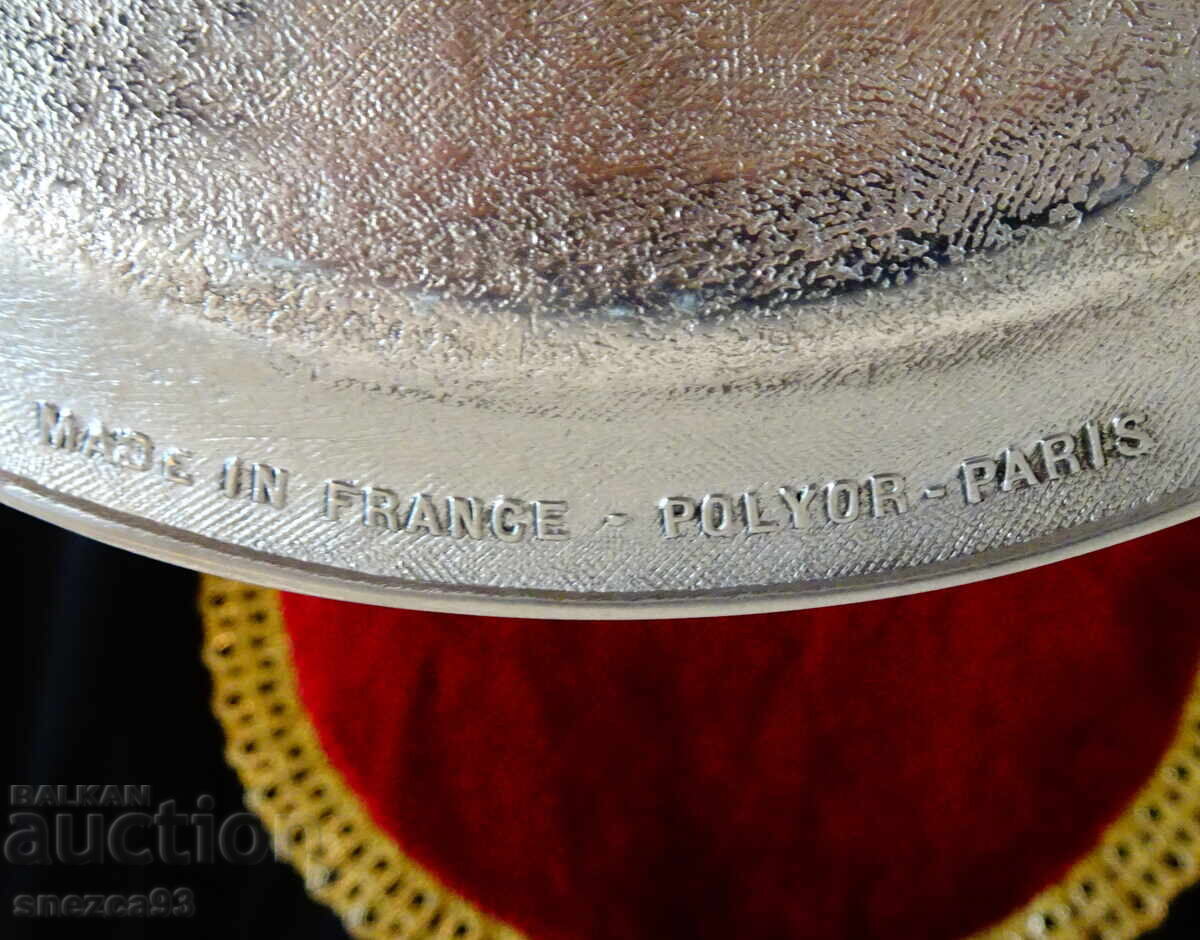 MADE IN FRANCE - POLYOR - PARIS
BALKAN
auction
snezca93